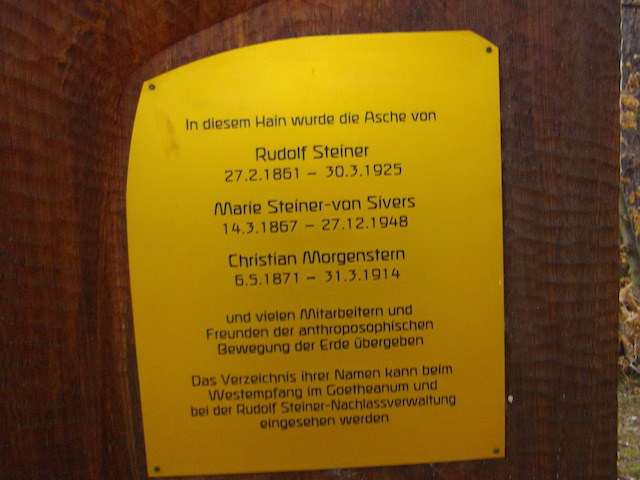 In diesem Hain wurde die Asche von
Rudolf Steiner
27.2.1861 – 30.3.1925
Marie Steiner-von Sivers
14.3.1867 – 27.12.1948
Christian Morgenstern
6.5.1871 – 31.3.1914
und vielen Mitarbeitern und
Freunden der anthroposophischen
Bewegung der Erde übergeben
Das Verzeichnis ihrer Namen kann beim
Westempfang im Goetheanum und
bei der Rudolf Steiner-Nachlassverwaltung
eingesehen werden